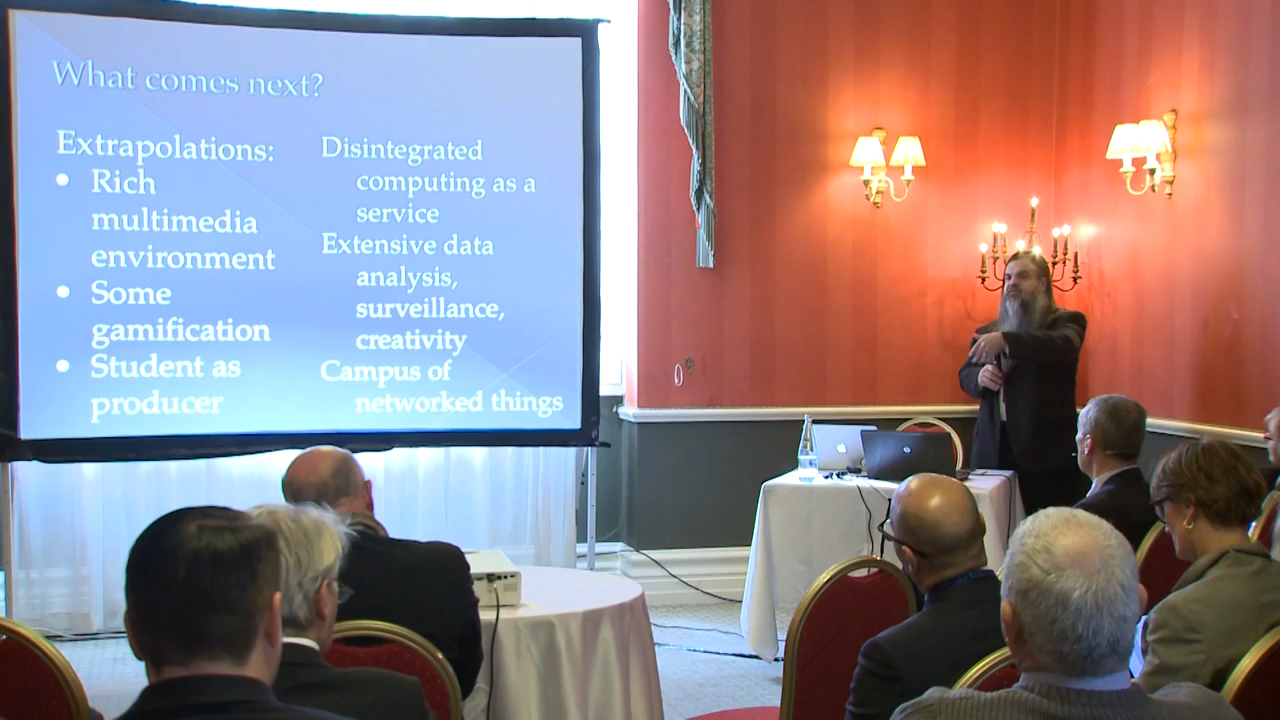 What comes next?
Extrapolations:
• Rich
multimedia
environment
• Some
gamification
• Student as
producer
Disintegrated
computing as a
service
Extensive data
analysis,
surveillance,
creativity
Campus of
networked things